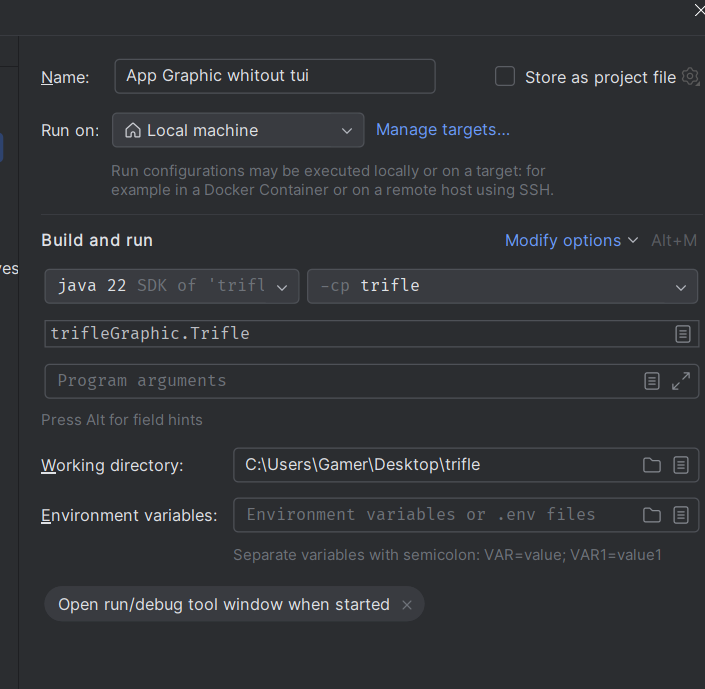 Name: App Graphic whitout tui Store as project file
Run on: Local machine Manage targets...
Run configurations may be executed locally or on a target: for
example in a Docker Container or on a remote host using SSH.
Build and run Modify options Alt+M
java 22 SDK of 'trifl -cp trifle
trifleGraphic.Trifle
Program arguments
Press Alt for field hints
Working directory: C:\Users\Gamer\Desktop\trifle
Environment variables: Environment variables or .env files
Separate variables with semicolon: VAR=value; VAR1=value1
Open run/debug tool window when started